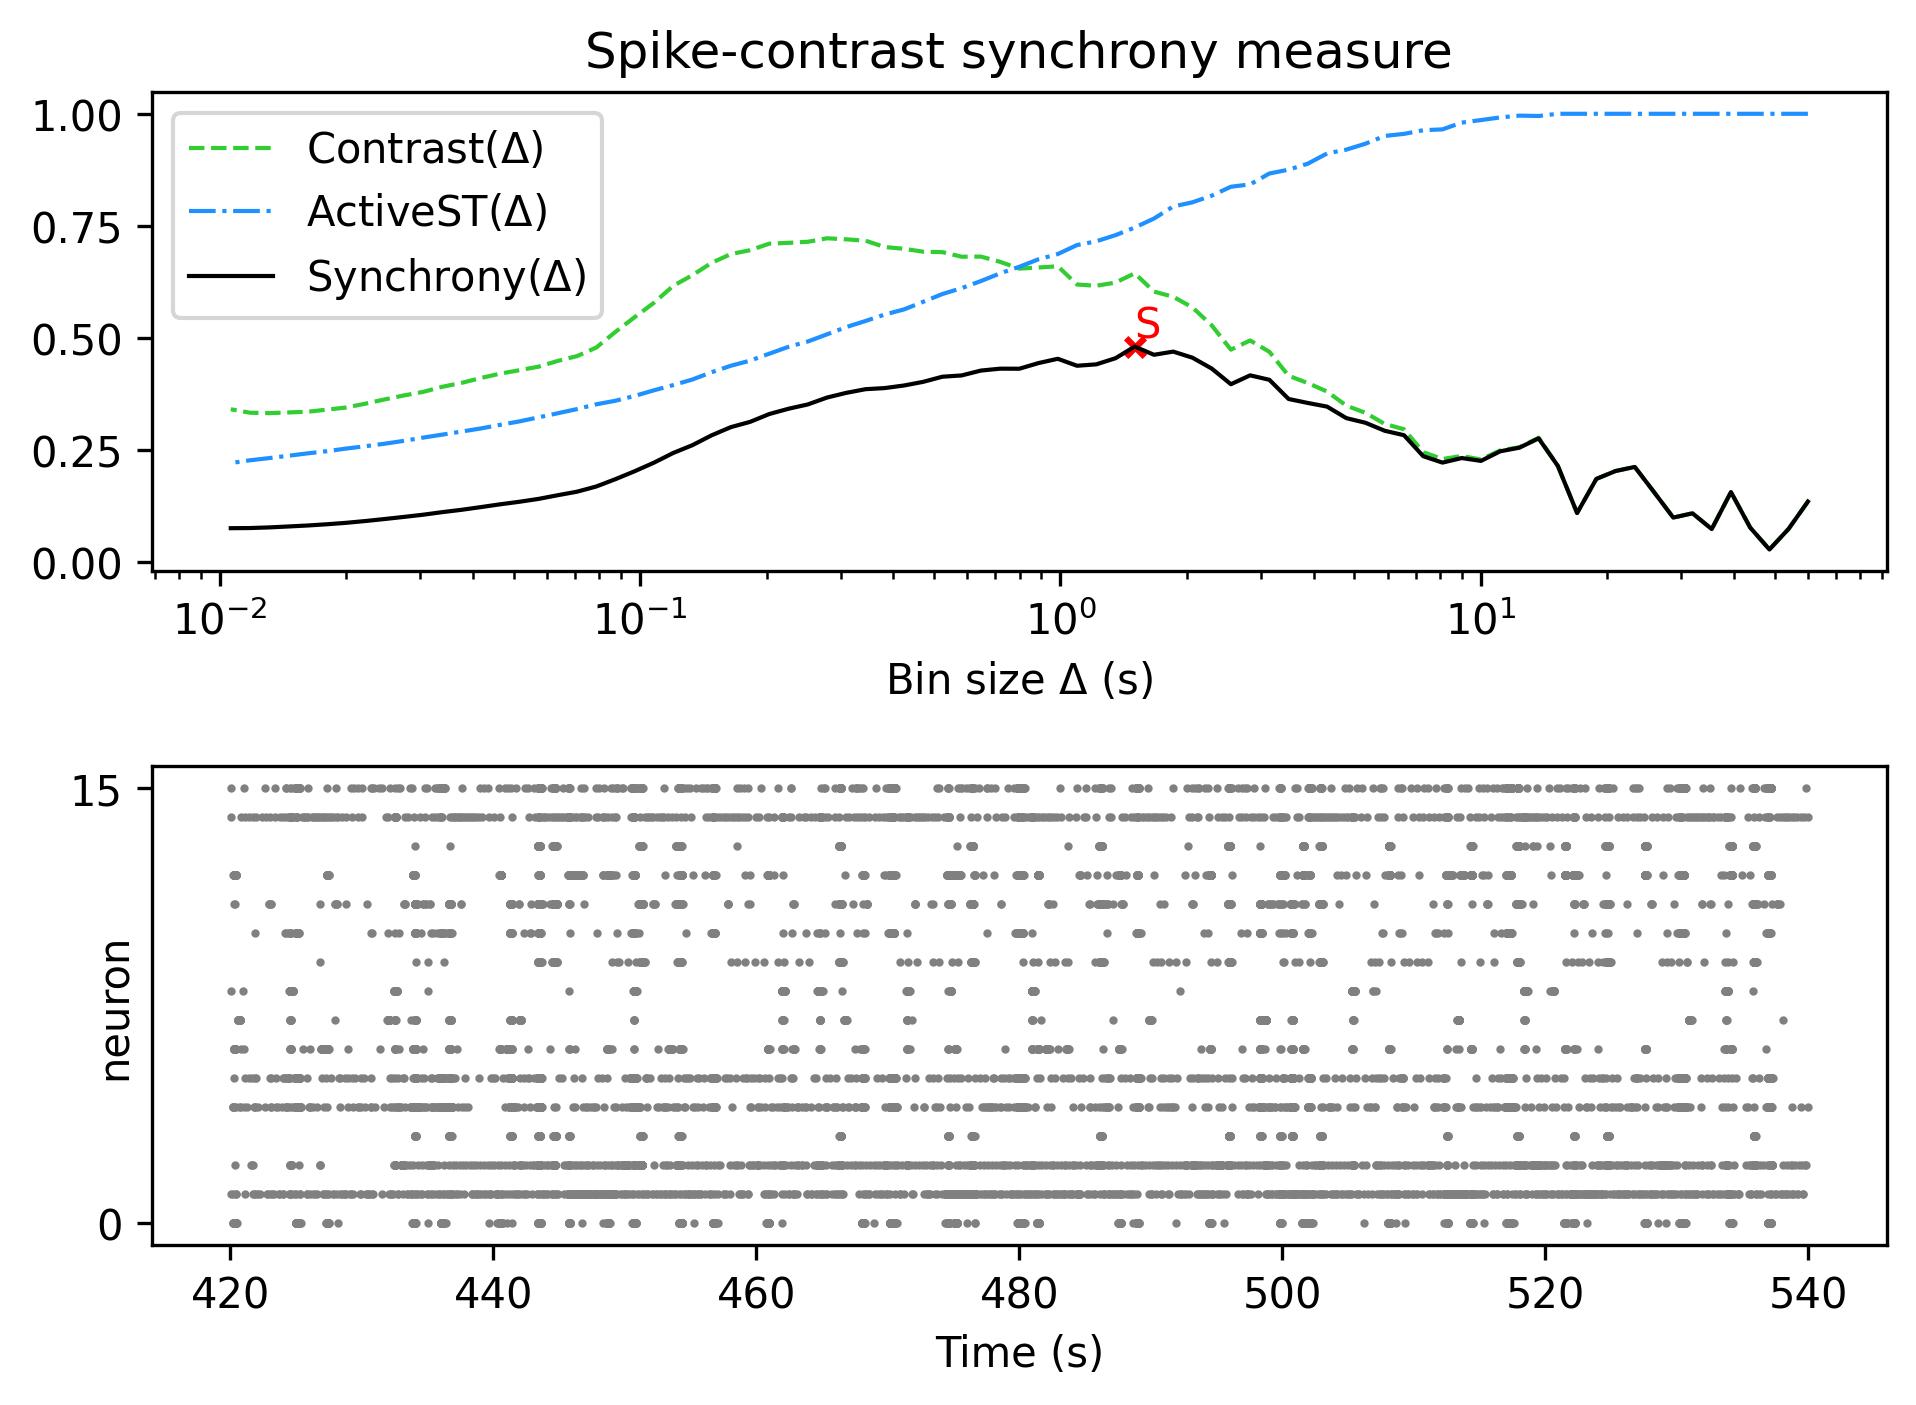 Spike-contrast synchrony measure
1.00
0.75
0.50
0.25
0.00
Contrast(Δ)
ActiveST(Δ)
Synchrony(Δ)
S
10⁻² 10⁻¹ 10⁰ 10¹
Bin size Δ (s)
neuron
15
0
420 440 460 480 500 520 540
Time (s)